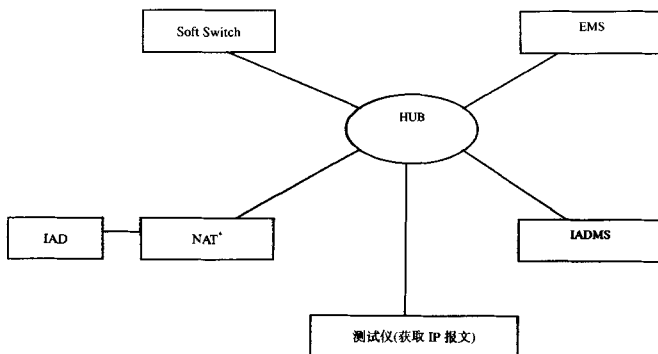 Soft Switch
EMS
HUB
IAD
NAT*
IADMS
测试仪(获取 IP 报文)